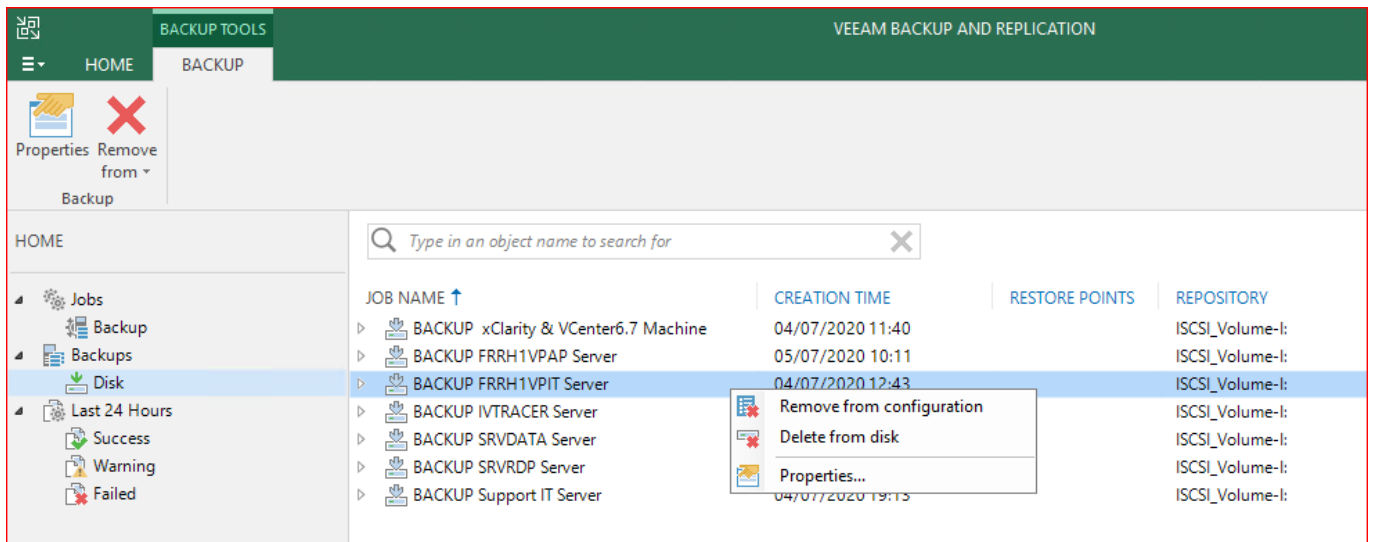 BACKUP TOOLS
VEEAM BACKUP AND REPLICATION
HOME BACKUP
Properties Remove from
Backup
HOME
Type in an object name to search for
Jobs
Backup
Backups
Disk
Last 24 Hours
Success
Warning
Failed
JOB NAME CREATION TIME RESTORE POINTS REPOSITORY
BACKUP xClarity & VCenter6.7 Machine 04/07/2020 11:40 ISCSI_Volume-I:
BACKUP FRRH1VPAP Server 05/07/2020 10:11 ISCSI_Volume-I:
BACKUP FRRH1VPIT Server 04/07/2020 12:43 ISCSI_Volume-I:
BACKUP IVTRACER Server ISCSI_Volume-I:
BACKUP SRVDATA Server ISCSI_Volume-I:
BACKUP SRVRDP Server ISCSI_Volume-I:
BACKUP Support IT Server 04/07/2020 19:13 ISCSI_Volume-I:
Remove from configuration
Delete from disk
Properties...